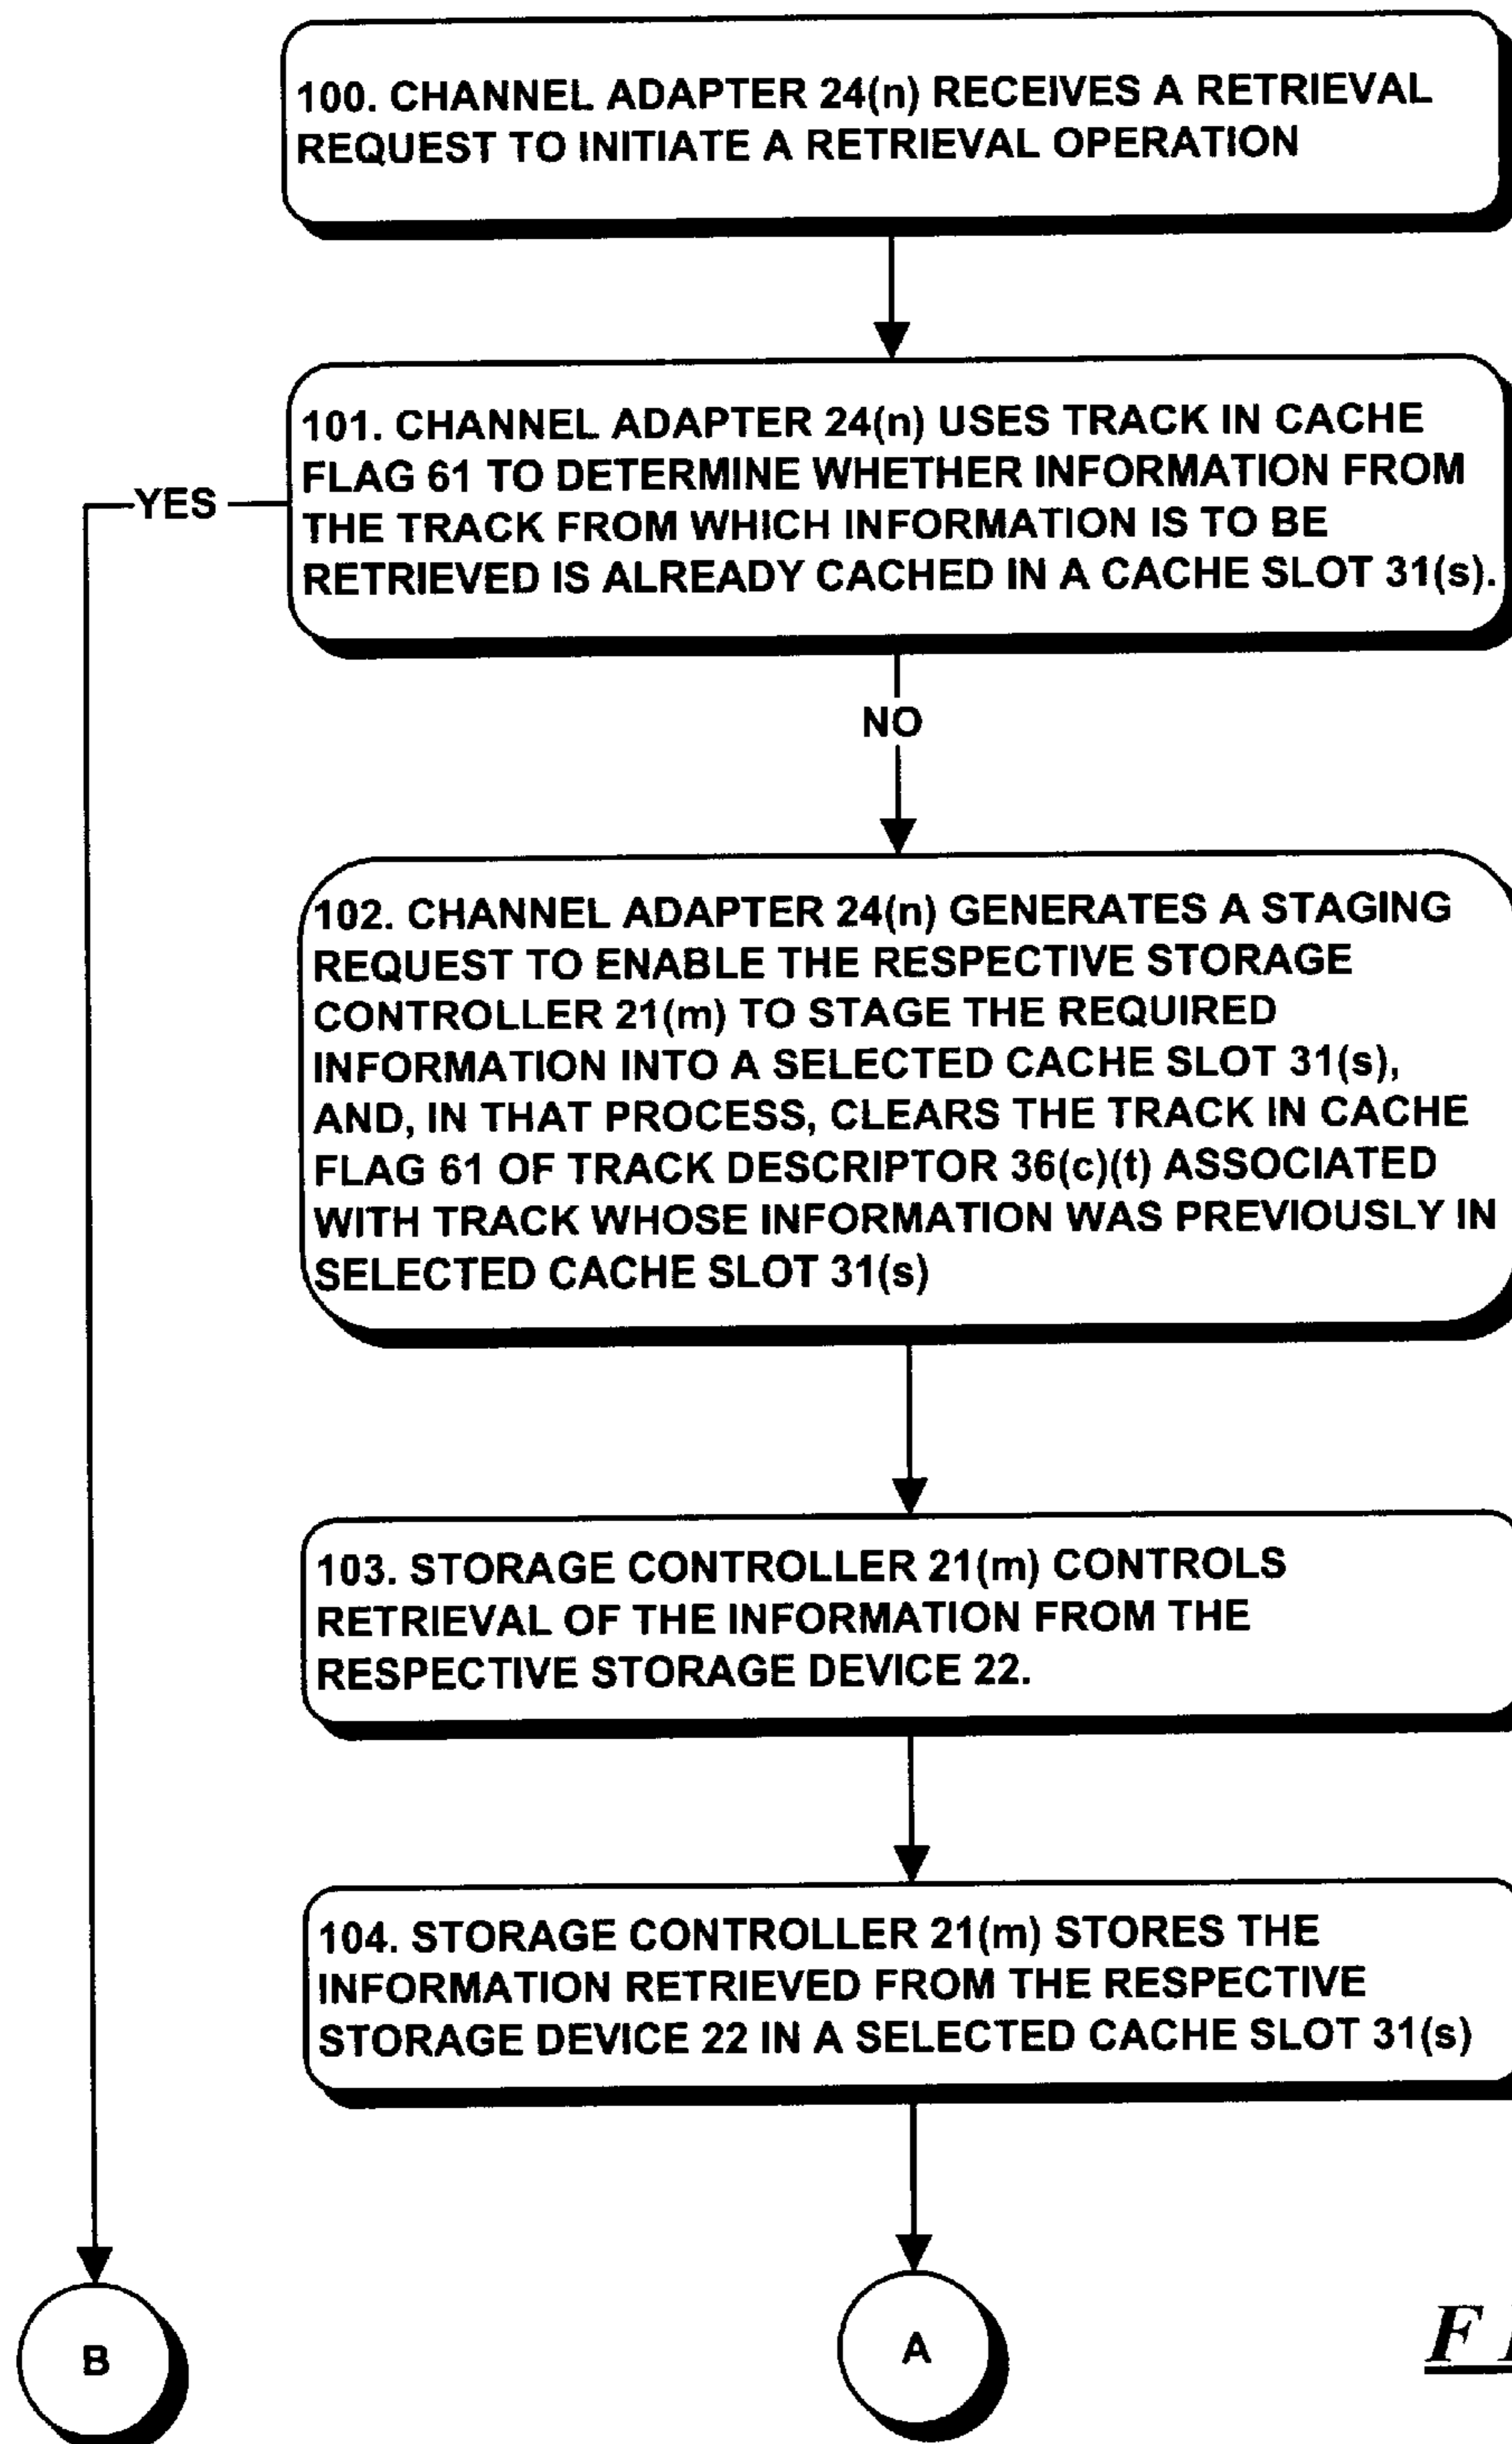 100. CHANNEL ADAPTER 24(n) RECEIVES A RETRIEVAL
REQUEST TO INITIATE A RETRIEVAL OPERATION
101. CHANNEL ADAPTER 24(n) USES TRACK IN CACHE
FLAG 61 TO DETERMINE WHETHER INFORMATION FROM
THE TRACK FROM WHICH INFORMATION IS TO BE
RETRIEVED IS ALREADY CACHED IN A CACHE SLOT 31(s).
YES
NO
102. CHANNEL ADAPTER 24(n) GENERATES A STAGING
REQUEST TO ENABLE THE RESPECTIVE STORAGE
CONTROLLER 21(m) TO STAGE THE REQUIRED
INFORMATION INTO A SELECTED CACHE SLOT 31(s),
AND, IN THAT PROCESS, CLEARS THE TRACK IN CACHE
FLAG 61 OF TRACK DESCRIPTOR 36(c)(t) ASSOCIATED
WITH TRACK WHOSE INFORMATION WAS PREVIOUSLY IN
SELECTED CACHE SLOT 31(s)
103. STORAGE CONTROLLER 21(m) CONTROLS
RETRIEVAL OF THE INFORMATION FROM THE
RESPECTIVE STORAGE DEVICE 22.
104. STORAGE CONTROLLER 21(m) STORES THE
INFORMATION RETRIEVED FROM THE RESPECTIVE
STORAGE DEVICE 22 IN A SELECTED CACHE SLOT 31(s)
B
A